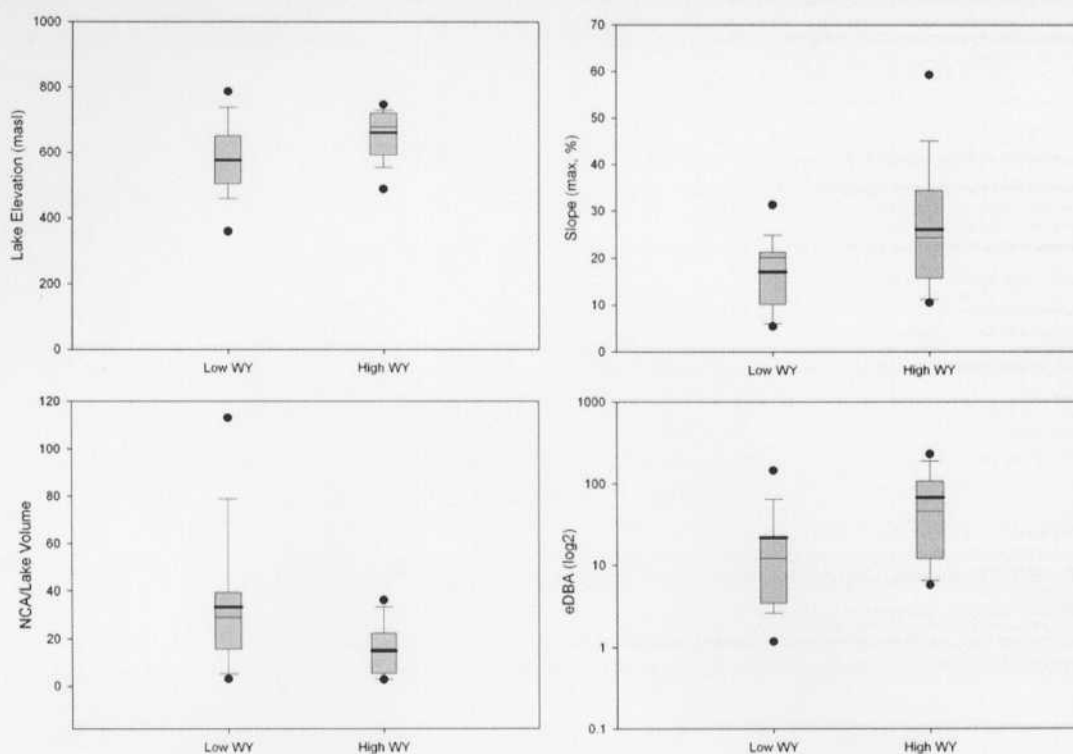 Lake Elevation (masl)
1000
800
600
400
200
0
Low WY
High WY
Slope (max, %)
70
60
50
40
30
20
10
0
Low WY
High WY
NCA/Lake Volume
120
100
80
60
40
20
0
Low WY
High WY
eDBA (log2)
1000
100
10
1
0.1
Low WY
High WY